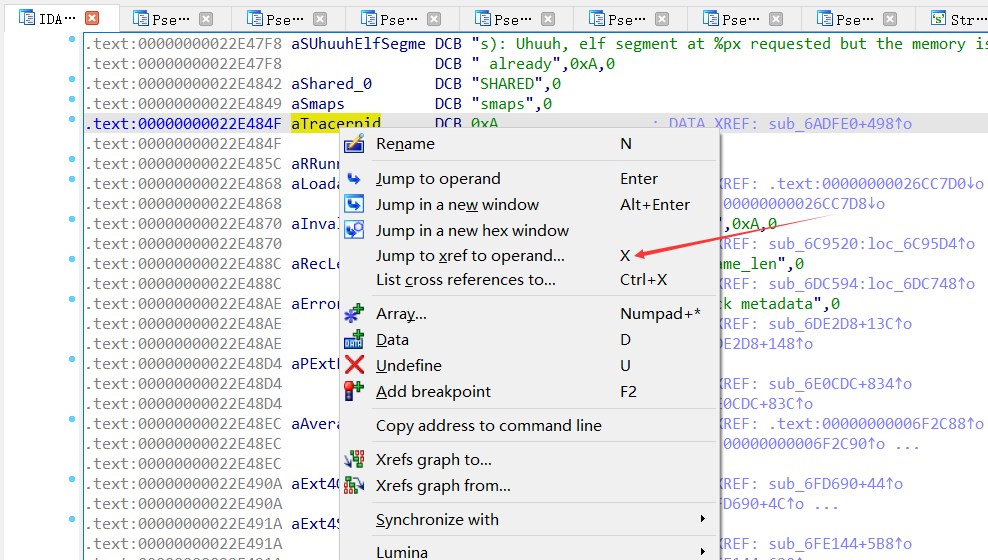 IDA… Pse… Pse… Pse… Pse… Pse… Pse… Pse… Str…
.text:00000000022E47F8 aSUhuuhElfSegme DCB "s): Uhuuh, elf segment at %px requested but the memory is
.text:00000000022E47F8 DCB " already",0xA,0
.text:00000000022E4842 aShared_0 DCB "SHARED",0
.text:00000000022E4849 aSmaps DCB "smaps",0
.text:00000000022E484F aTracerpid DCB 0xA ; DATA XREF: sub_6ADFE0+498↑o
.text:00000000022E484F
.text:00000000022E485C aRRunn
.text:00000000022E4868 aLoada XREF: .text:00000000026CC7D0↓o
.text:00000000022E4868 00000000026CC7D8↓o
.text:00000000022E4870 aInval ",0xA,0
.text:00000000022E4870 XREF: sub_6C9520:loc_6C95D4↑o
.text:00000000022E488C aRecLe ame_len",0
.text:00000000022E488C XREF: sub_6DC594:loc_6DC748↑o
.text:00000000022E48AE aError ck metadata",0
.text:00000000022E48AE XREF: sub_6DE2D8+13C↑o
.text:00000000022E48AE DE2D8+148↑o
.text:00000000022E48D4 aPExtE
.text:00000000022E48D4 XREF: sub_6E0CDC+834↑o
.text:00000000022E48D4 E0CDC+83C↑o
.text:00000000022E48EC aAvera XREF: .text:00000000006F2C88↑o
.text:00000000022E48EC 00000000006F2C90↑o ...
.text:00000000022E48EC
.text:00000000022E490A aExt4 XREF: sub_6FD690+44↑o
.text:00000000022E490A FD690+4C↑o ...
.text:00000000022E491A aExt4S
.text:00000000022E491A XREF: sub_6FE144+5B8↑o
Rename N
Jump to operand Enter
Jump in a new window Alt+Enter
Jump in a new hex window
Jump to xref to operand... X
List cross references to... Ctrl+X
Array... Numpad+*
Data D
Undefine U
Add breakpoint F2
Copy address to command line
Xrefs graph to...
Xrefs graph from...
Synchronize with
Lumina